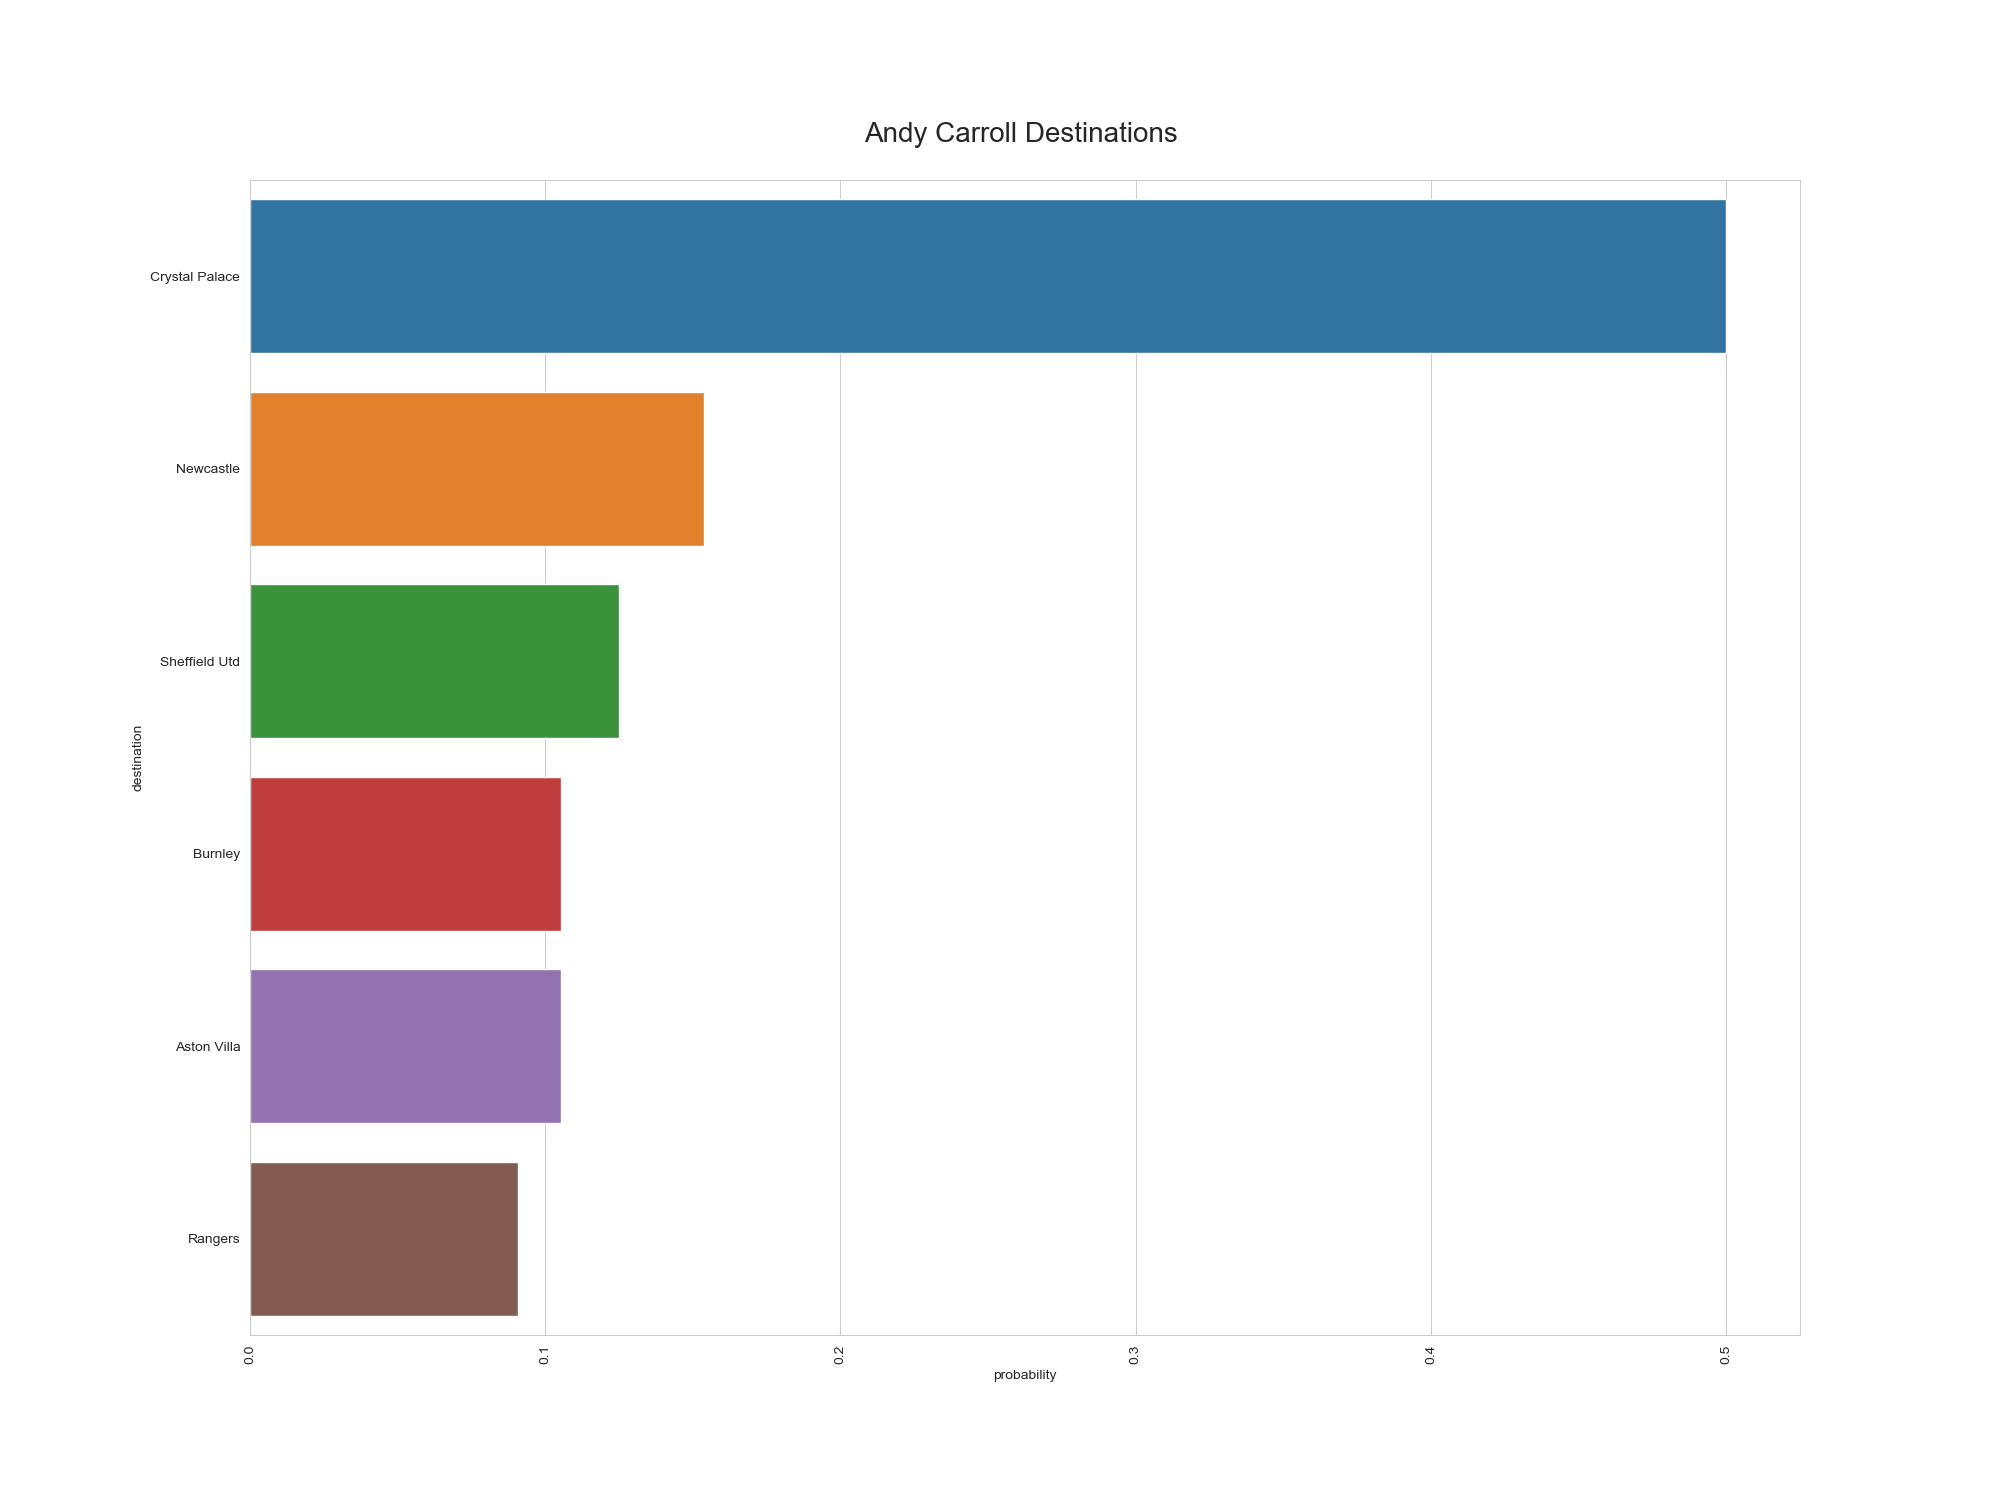 Andy Carroll Destinations
Crystal Palace
Newcastle
Sheffield Utd
Burnley
Aston Villa
Rangers
destination
0.0 0.1 0.2 0.3 0.4 0.5
probability